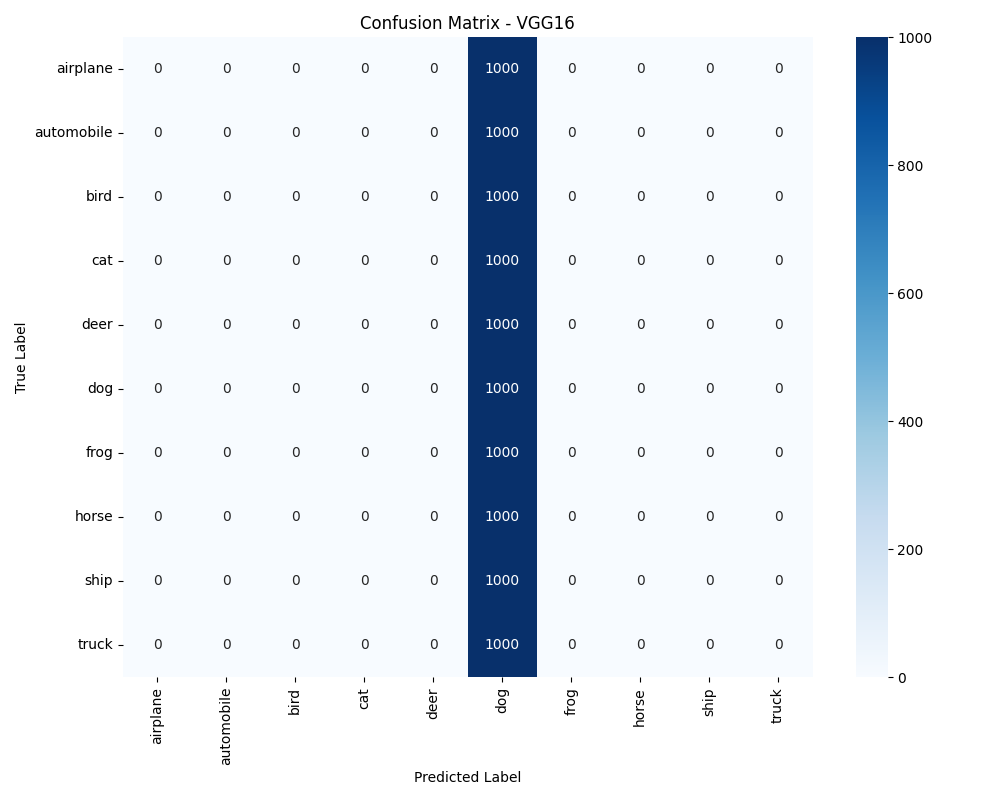 Confusion Matrix - VGG16
airplane 0 0 0 0 0 1000 0 0 0 0
automobile 0 0 0 0 0 1000 0 0 0 0
bird 0 0 0 0 0 1000 0 0 0 0
cat 0 0 0 0 0 1000 0 0 0 0
deer 0 0 0 0 0 1000 0 0 0 0
dog 0 0 0 0 0 1000 0 0 0 0
frog 0 0 0 0 0 1000 0 0 0 0
horse 0 0 0 0 0 1000 0 0 0 0
ship 0 0 0 0 0 1000 0 0 0 0
truck 0 0 0 0 0 1000 0 0 0 0
airplane automobile bird cat deer dog frog horse ship truck
Predicted Label
True Label
1000
800
600
400
200
0